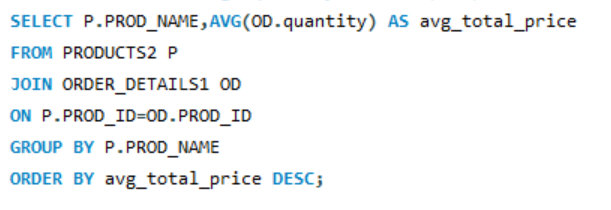 SELECT P.PROD_NAME,AVG(OD.quantity) AS avg_total_price
FROM PRODUCTS2 P
JOIN ORDER_DETAILS1 OD
ON P.PROD_ID=OD.PROD_ID
GROUP BY P.PROD_NAME
ORDER BY avg_total_price DESC;